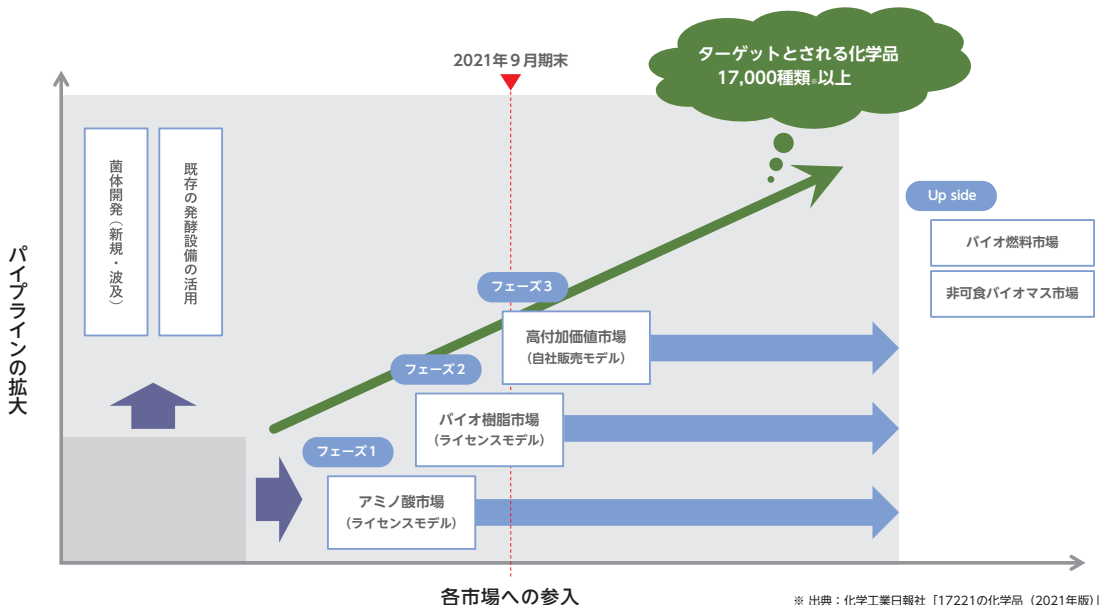 2021年9月期末
ターゲットとされる化学品
17,000種類※以上
パイプラインの拡大
菌体開発（新規・波及）
既存の発酵設備の活用
Up side
バイオ燃料市場
非可食バイオマス市場
フェーズ3
高付加価値市場
（自社販売モデル）
フェーズ2
バイオ樹脂市場
（ライセンスモデル）
フェーズ1
アミノ酸市場
（ライセンスモデル）
各市場への参入
※ 出典：化学工業日報社「17221の化学品（2021年版）」